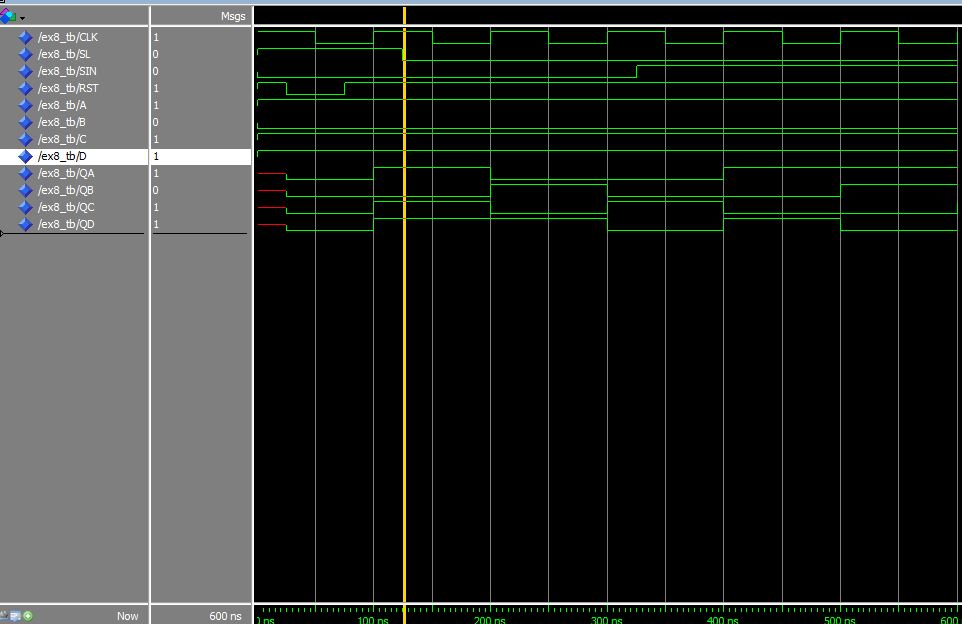 Msgs
/ex8_tb/CLK 1
/ex8_tb/SL 0
/ex8_tb/SIN 0
/ex8_tb/RST 1
/ex8_tb/A 1
/ex8_tb/B 0
/ex8_tb/C 1
/ex8_tb/D 1
/ex8_tb/QA 1
/ex8_tb/QB 0
/ex8_tb/QC 1
/ex8_tb/QD 1
Now 600 ns ns 100 ns 200 ns 300 ns 400 ns 500 ns 600